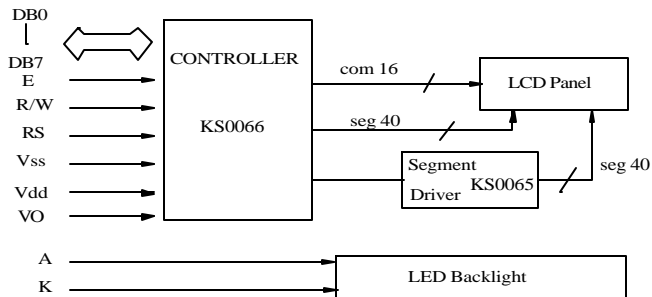 DB0
DB7
E
R/W
RS
Vss
Vdd
VO
CONTROLLER
KS0066
com 16
seg 40
LCD Panel
Segment
Driver
KS0065
seg 40
A
K
LED Backlight